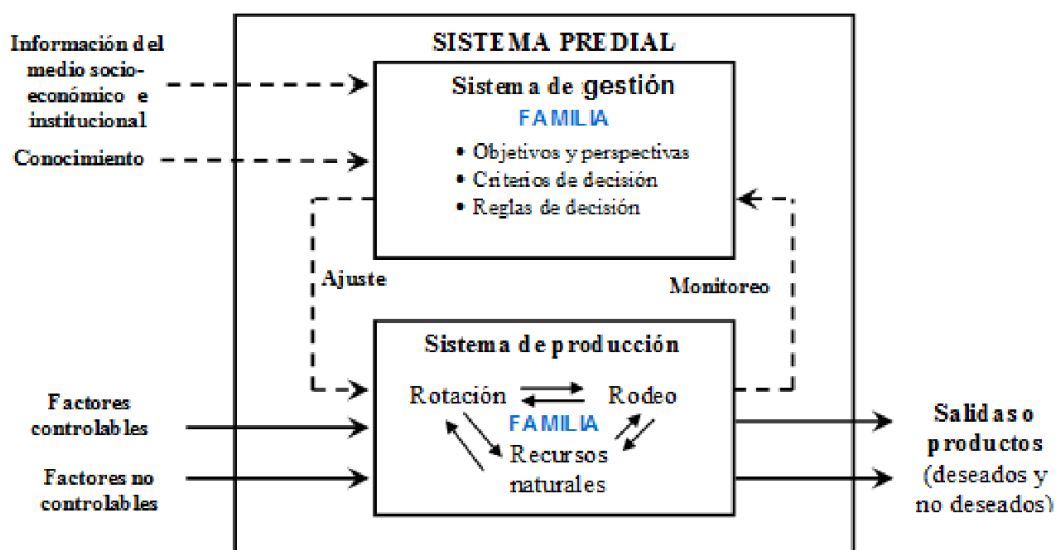 SISTEMA PREDIAL
Información del
medio socio-
económico e
institucional
Conocimiento
Sistema de gestión
FAMILIA
• Objetivos y perspectivas
• Criterios de decisión
• Reglas de decisión
Ajuste
Monitoreo
Sistema de producción
Rotación
Rodeo
FAMILIA
Recursos
naturales
Factores
controlables
Factores no
controlables
Salidas o
productos
(deseados y
no deseados)